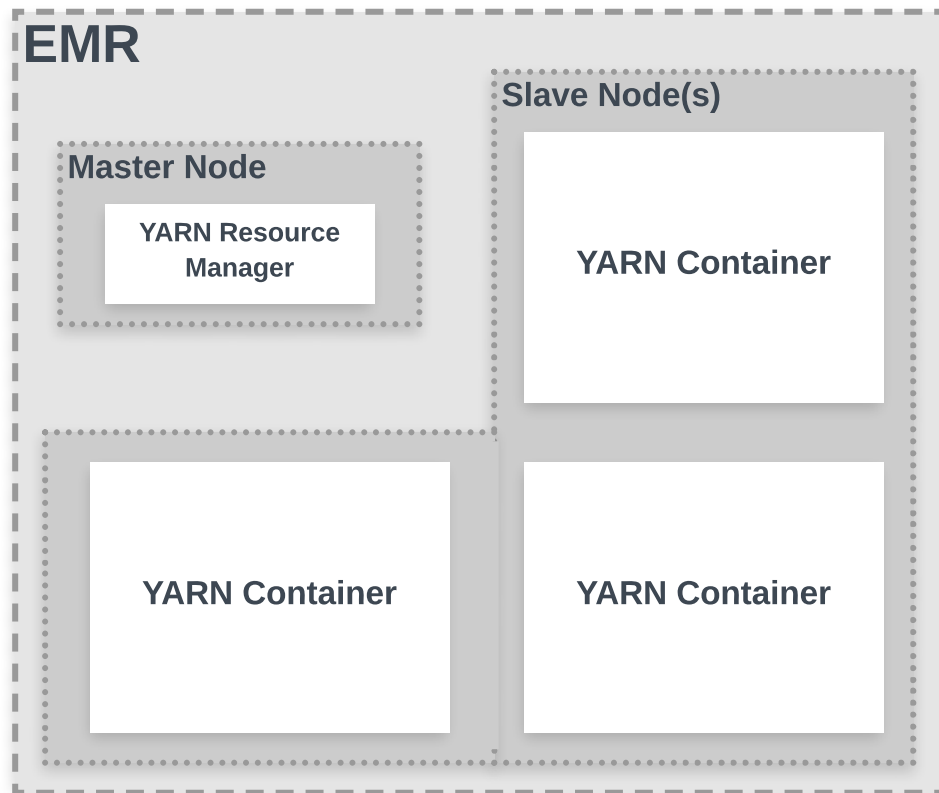 EMR
Master Node
YARN Resource
Manager
Slave Node(s)
YARN Container
YARN Container
YARN Container